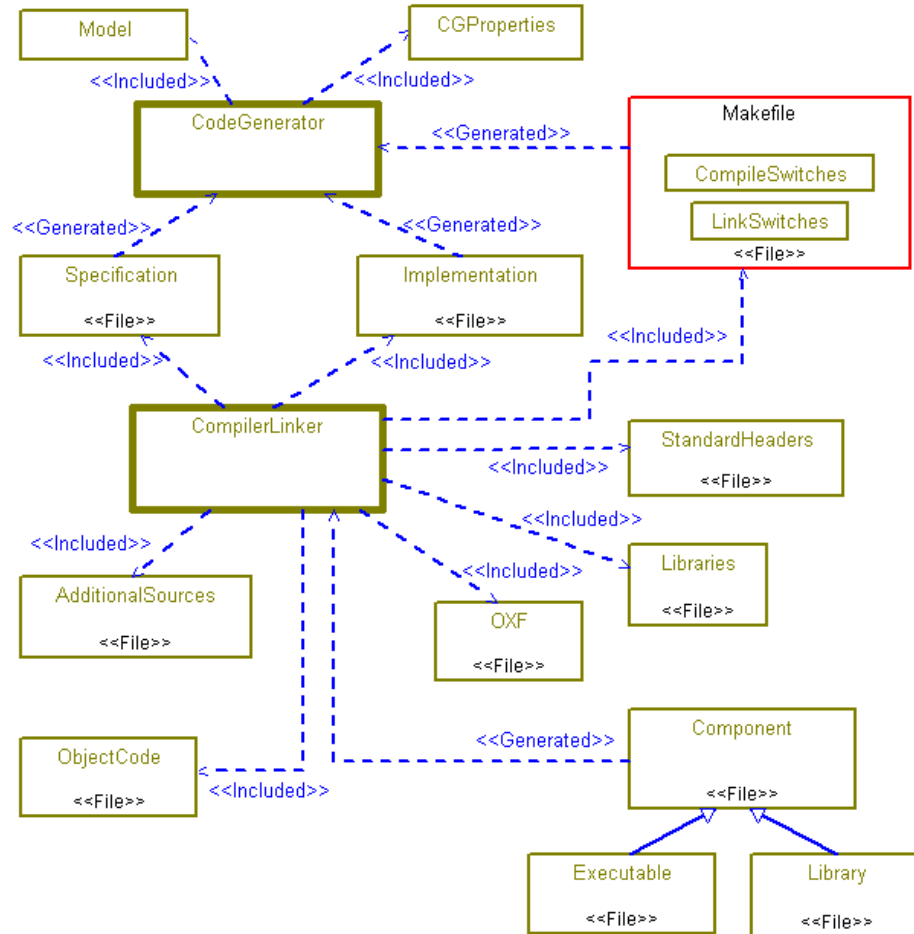 Model
CGProperties
<<Included>>
<<Included>>
CodeGenerator
<<Generated>>
Makefile
CompileSwitches
LinkSwitches
<<File>>
<<Generated>>
<<Generated>>
Specification
<<File>>
Implementation
<<File>>
<<Included>>
<<Included>>
<<Included>>
CompilerLinker
StandardHeaders
<<File>>
<<Included>>
<<Included>>
<<Included>>
<<Included>>
AdditionalSources
<<File>>
OXF
<<File>>
Libraries
<<File>>
ObjectCode
<<File>>
<<Included>>
<<Generated>>
Component
<<File>>
Executable
<<File>>
Library
<<File>>